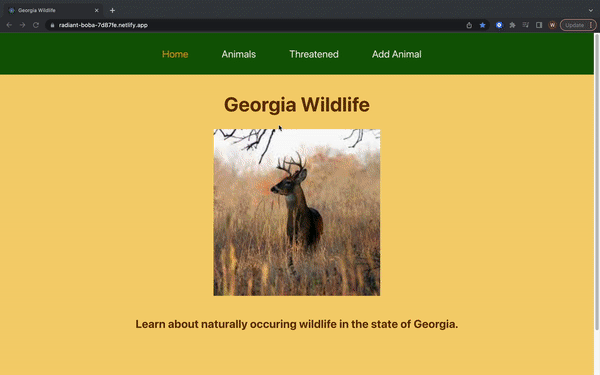 Georgia Wildlife
radiant-boba-7d87fe.netlify.app
W
Update
Home Animals Threatened Add Animal
Georgia Wildlife
Learn about naturally occuring wildlife in the state of Georgia.